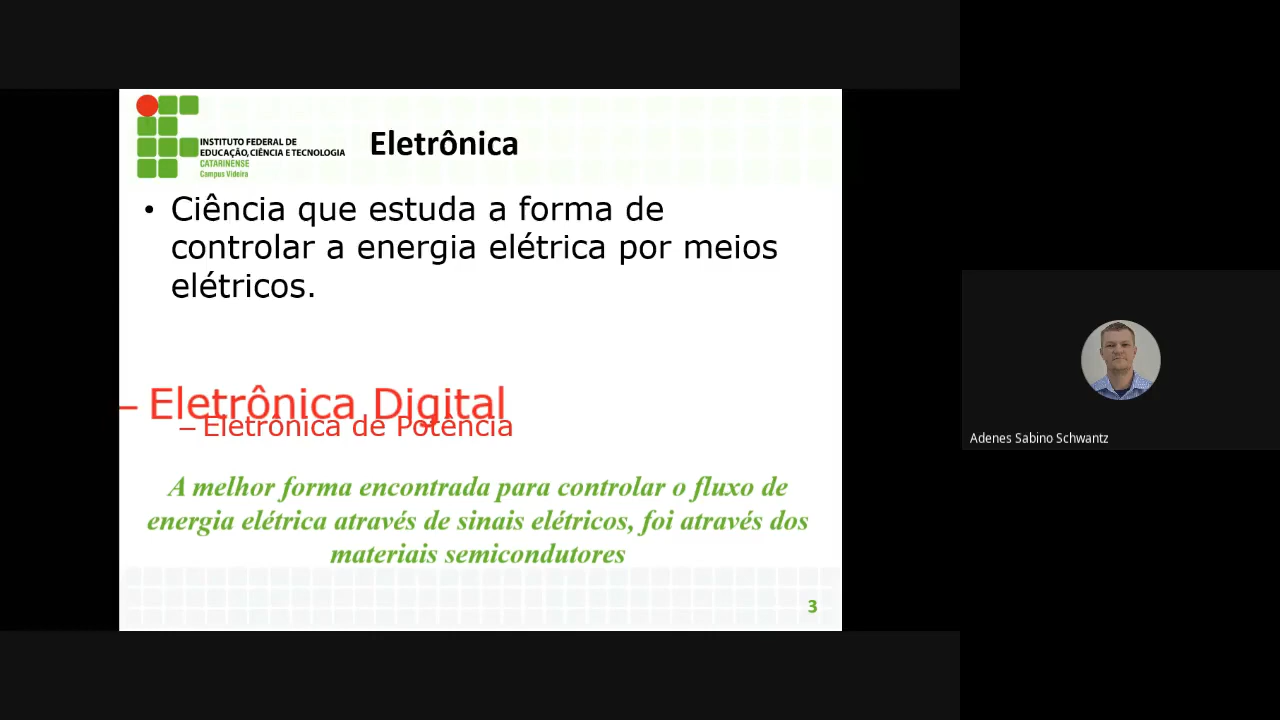 INSTITUTO FEDERAL DE
EDUCAÇÃO, CIÊNCIA E TECNOLOGIA
CATARINENSE
Campus Videira
Eletrônica
• Ciência que estuda a forma de
controlar a energia elétrica por meios
elétricos.
– Eletrônica Digital
– Eletrônica de Potência
A melhor forma encontrada para controlar o fluxo de
energia elétrica através de sinais elétricos, foi através dos
materiais semicondutores
3
Adenes Sabino Schwantz